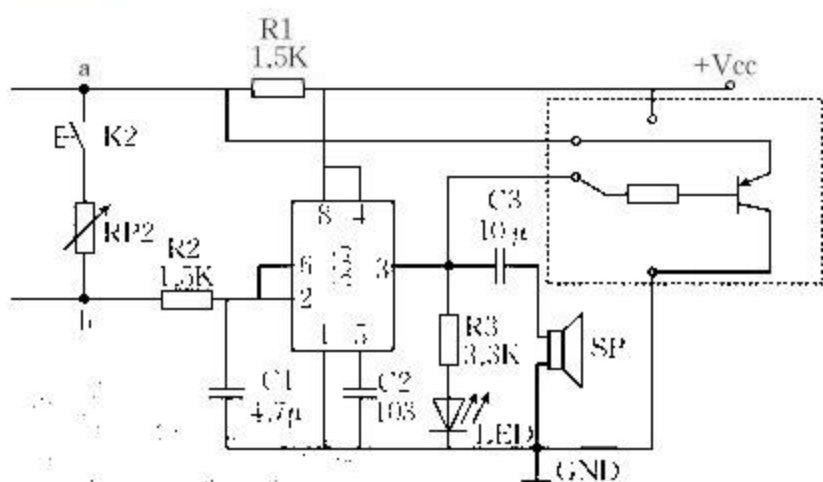 R1
1.5K
+Vcc
a
K2
RP2
R2
1.5K
b
8 4
6
2
3
1 5
C3
10μ
R3
3.3K
SP
C1
4.7μ
C2
103
LED
GND